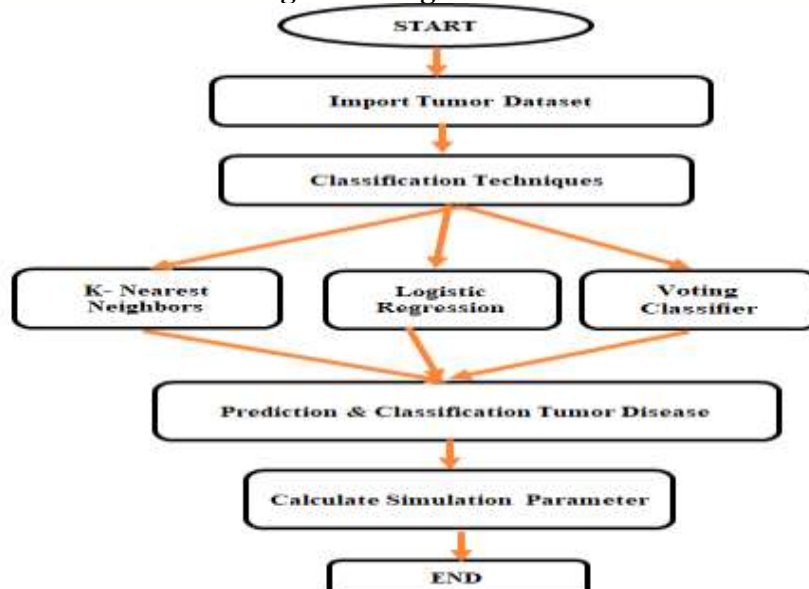 START
Import Tumor Dataset
Classification Techniques
K- Nearest
Neighbors
Logistic
Regression
Voting
Classifier
Prediction & Classification Tumor Disease
Calculate Simulation Parameter
END